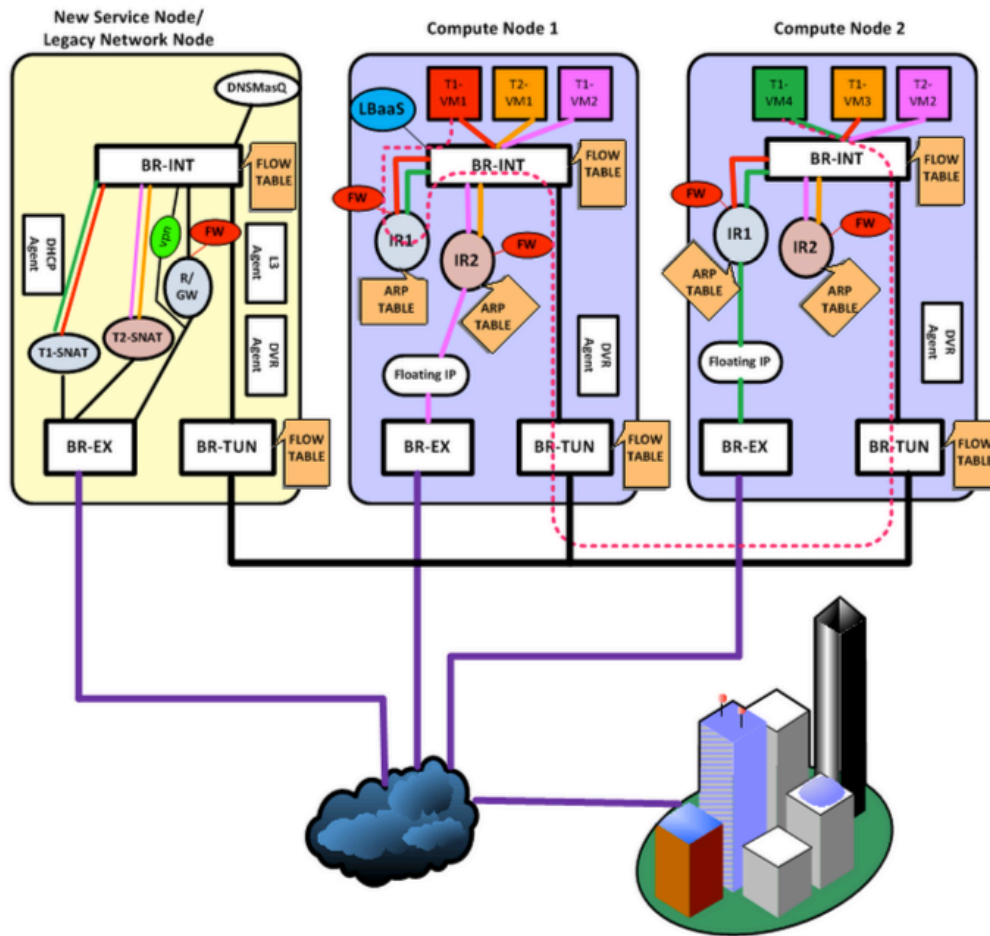 New Service Node/
Legacy Network Node
Compute Node 1
Compute Node 2
DNSMasQ
BR-INT
FLOW
TABLE
DHCP
Agent
vpn
FW
L3
Agent
R/
GW
T1-SNAT
T2-SNAT
DVR
Agent
BR-EX
BR-TUN
FLOW
TABLE
LBaaS
T1-
VM1
T2-
VM1
T1-
VM2
BR-INT
FLOW
TABLE
FW
IR1
ARP
TABLE
IR2
FW
ARP
TABLE
Floating IP
DVR
Agent
BR-EX
BR-TUN
FLOW
TABLE
T1-
VM4
T1-
VM3
T2-
VM2
BR-INT
FLOW
TABLE
FW
IR1
ARP
TABLE
IR2
FW
ARP
TABLE
Floating IP
DVR
Agent
BR-EX
BR-TUN
FLOW
TABLE